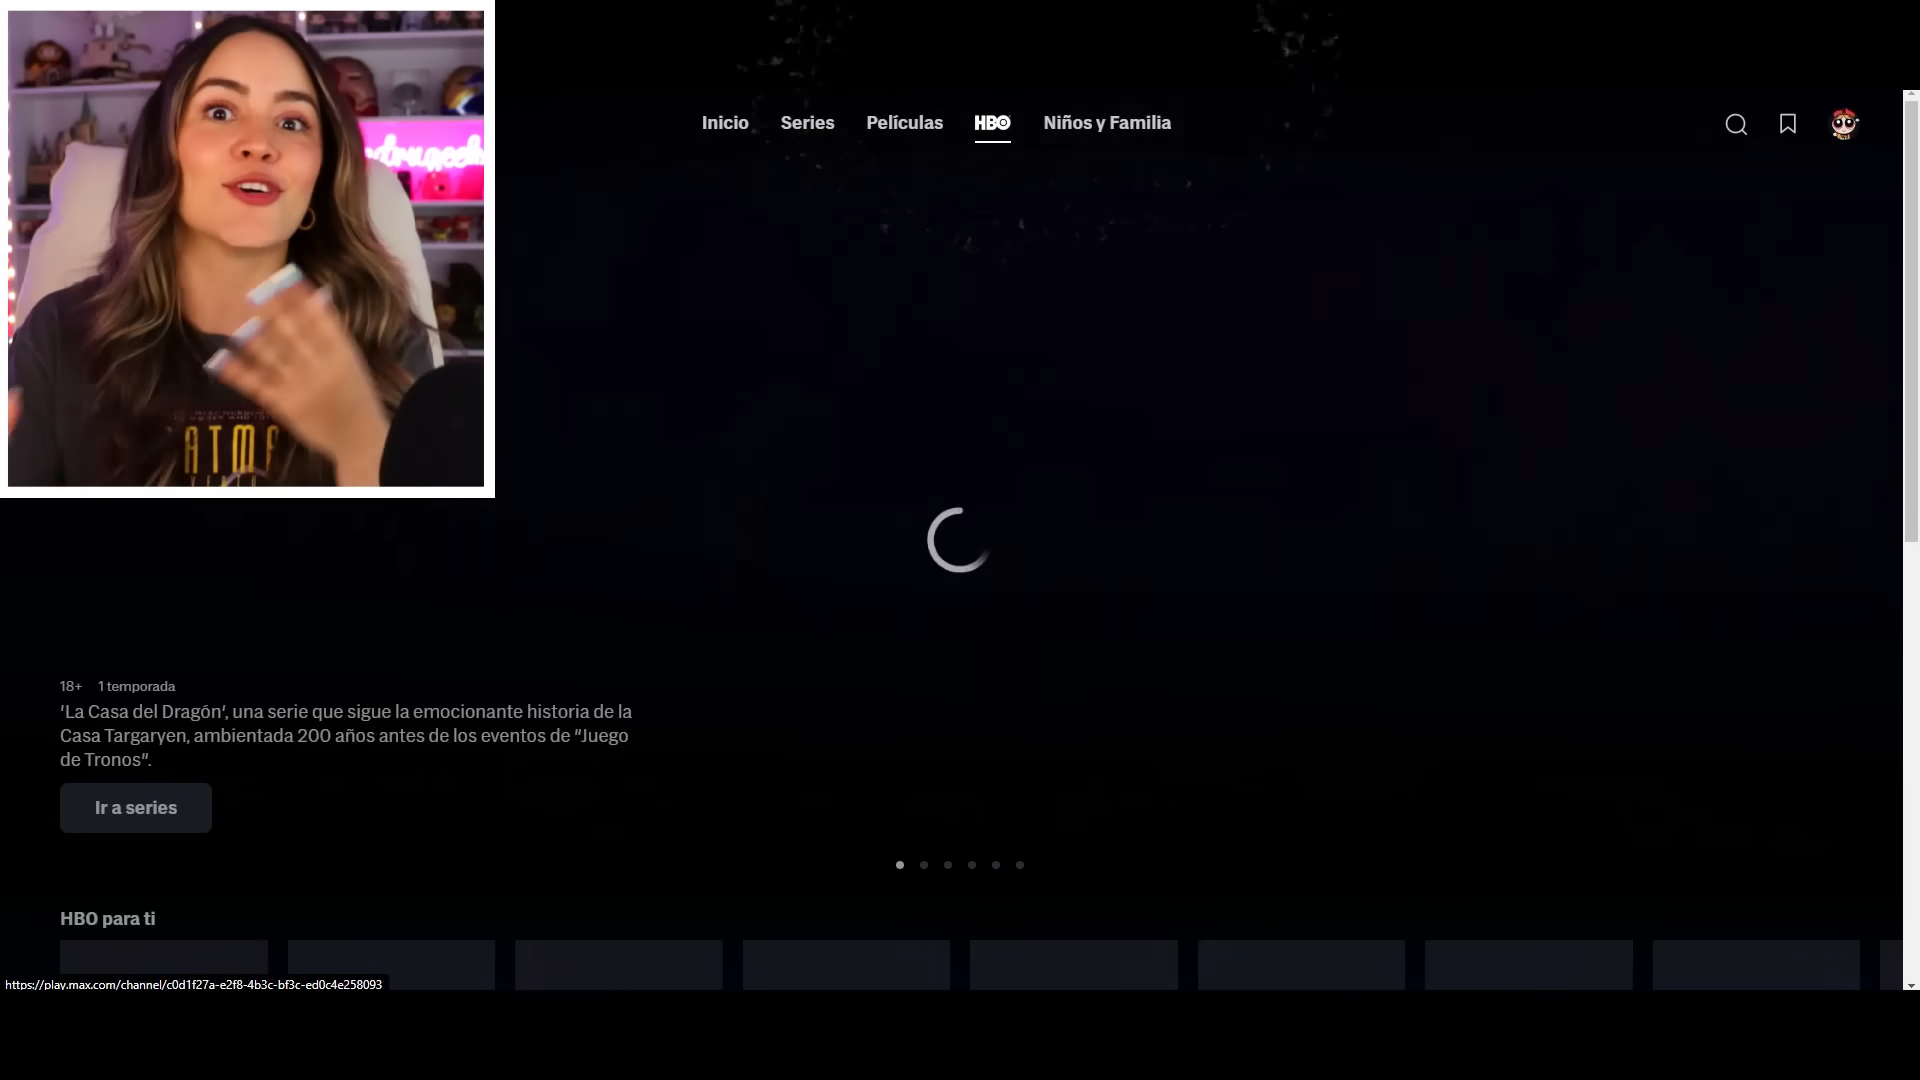 Inicio
Series
Películas
HBO
Niños y Familia
ATMA
18+ 1 temporada
'La Casa del Dragón', una serie que sigue la emocionante historia de la
Casa Targaryen, ambientada 200 años antes de los eventos de "Juego
de Tronos".
Ir a series
HBO para ti
https://play.max.com/channel/c0d1f27a-e2f8-4b3c-bf3c-ed0c4e258093